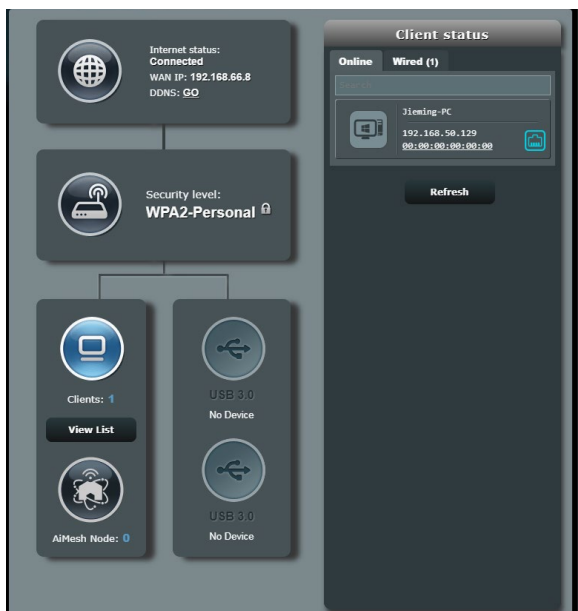 Internet status:
Connected
WAN IP: 192.168.66.8
DDNS: GO
Security level:
WPA2-Personal
Clients: 1
View List
AiMesh Node: 0
USB 3.0
No Device
USB 3.0
No Device
Client status
Online
Wired (1)
Search
Jieming-PC
192.168.50.129
00:00:00:00:00:00
Refresh